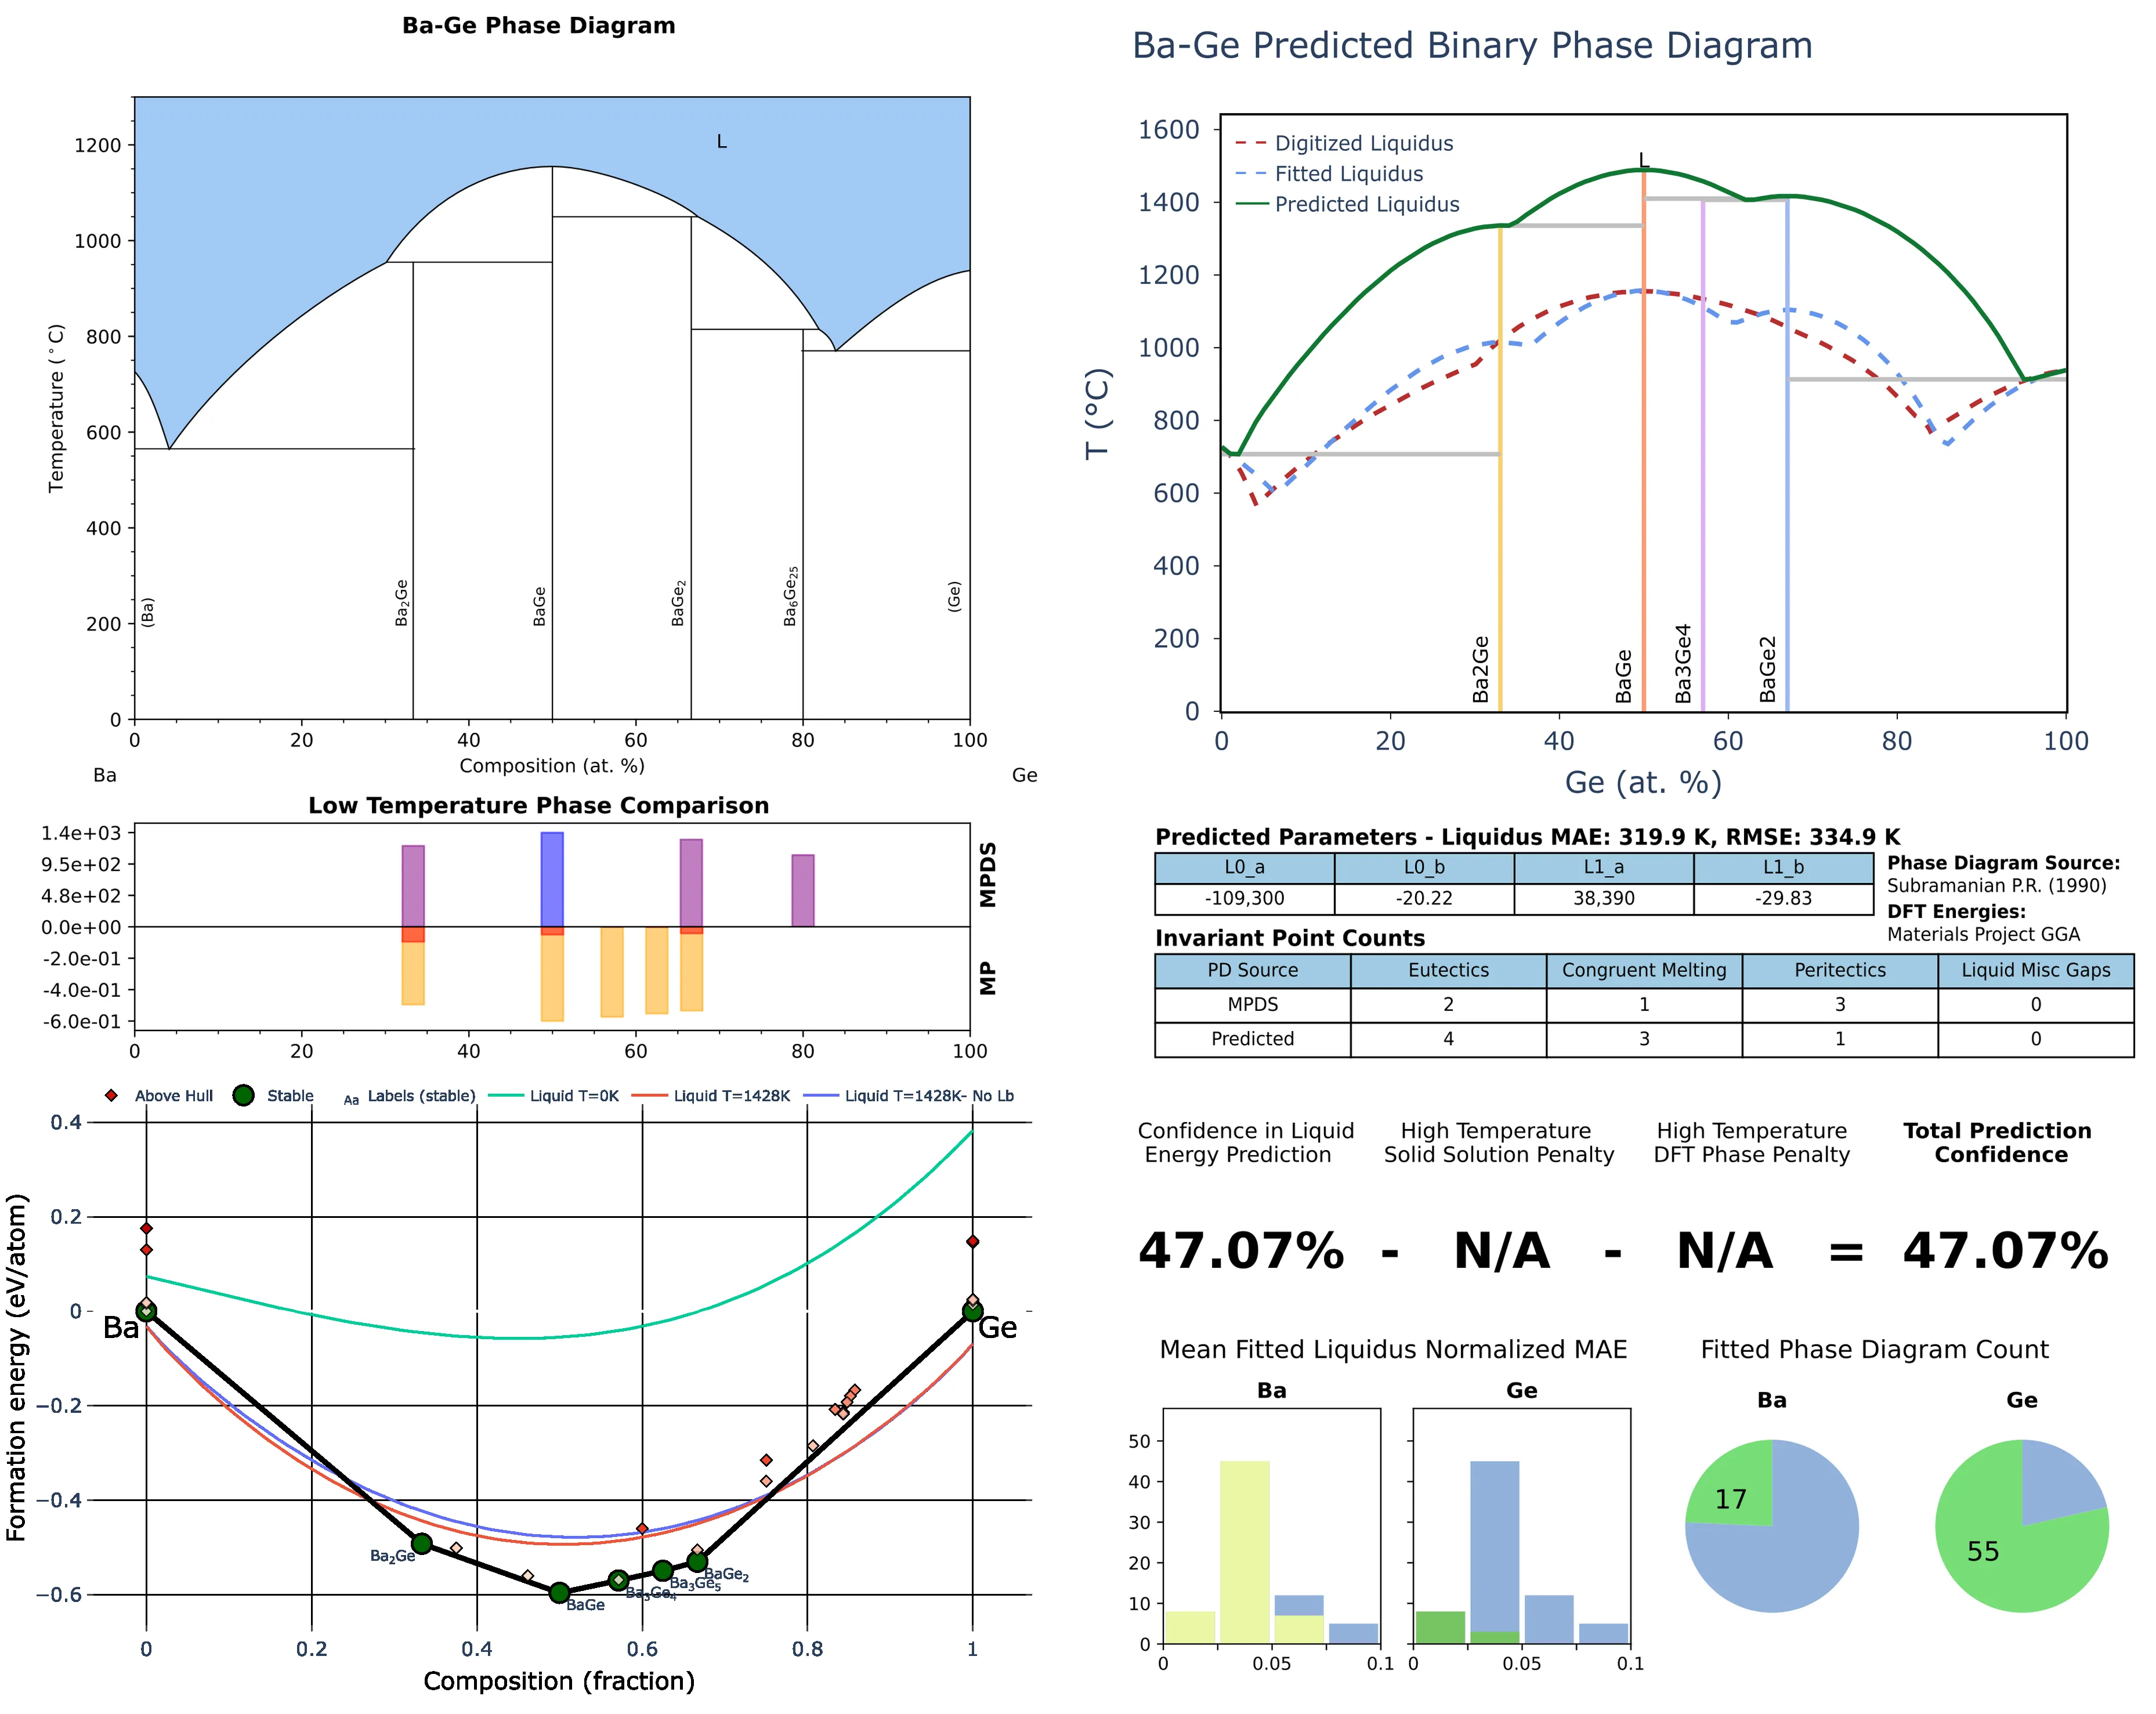 Ba-Ge Phase Diagram
1200
1000
800
600
400
200
0
Temperature (°C)
L
(Ba)
Ba₂Ge
BaGe
BaGe₂
Ba₆Ge₂₅
(Ge)
0 20 40 60 80 100
Composition (at. %)
Ba Ge
Low Temperature Phase Comparison
1.4e+03
9.5e+02
4.8e+02
0.0e+00
-2.0e-01
-4.0e-01
-6.0e-01
MPDS
MP
0 20 40 60 80 100
Above Hull Stable Aa Labels (stable) Liquid T=0K Liquid T=1428K Liquid T=1428K- No Lb
0.4
0.2
0
−0.2
−0.4
−0.6
Formation energy (eV/atom)
Ba
Ge
Ba₂Ge
BaGe
Ba₃Ge₄
Ba₃Ge₅
BaGe₂
0 0.2 0.4 0.6 0.8 1
Composition (fraction)
Ba-Ge Predicted Binary Phase Diagram
1600
1400
1200
1000
800
600
400
200
0
T (°C)
Digitized Liquidus
Fitted Liquidus
Predicted Liquidus
L
Ba2Ge
BaGe
Ba3Ge4
BaGe2
0 20 40 60 80 100
Ge (at. %)
Predicted Parameters - Liquidus MAE: 319.9 K, RMSE: 334.9 K
L0_a L0_b L1_a L1_b
-109,300 -20.22 38,390 -29.83
Phase Diagram Source:
Subramanian P.R. (1990)
DFT Energies:
Materials Project GGA
Invariant Point Counts
PD Source Eutectics Congruent Melting Peritectics Liquid Misc Gaps
MPDS 2 1 3 0
Predicted 4 3 1 0
Confidence in Liquid
Energy Prediction
High Temperature
Solid Solution Penalty
High Temperature
DFT Phase Penalty
Total Prediction
Confidence
47.07% - N/A - N/A = 47.07%
Mean Fitted Liquidus Normalized MAE
Ba Ge
50
40
30
20
10
0
0 0.05 0.1
0 0.05 0.1
Fitted Phase Diagram Count
Ba Ge
17
55